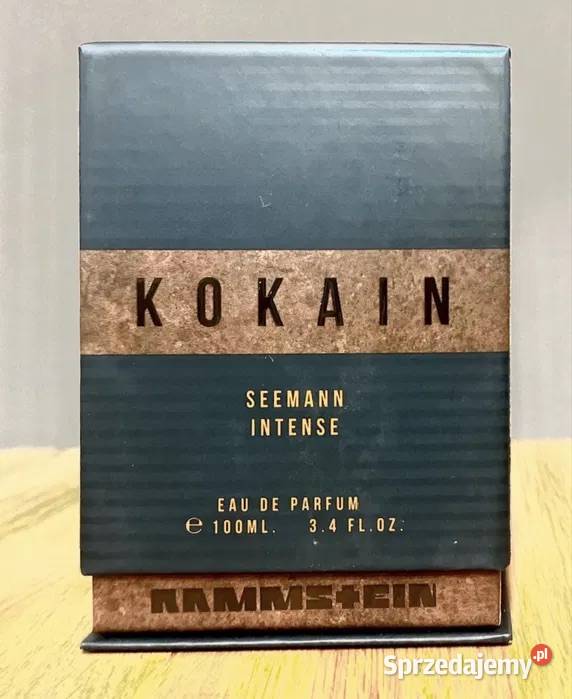 KOKAIN
SEEMANN
INTENSE
EAU DE PARFUM
℮ 100ML. 3.4 FL.OZ.
RAMMSTEIN
Sprzedajemy.pl